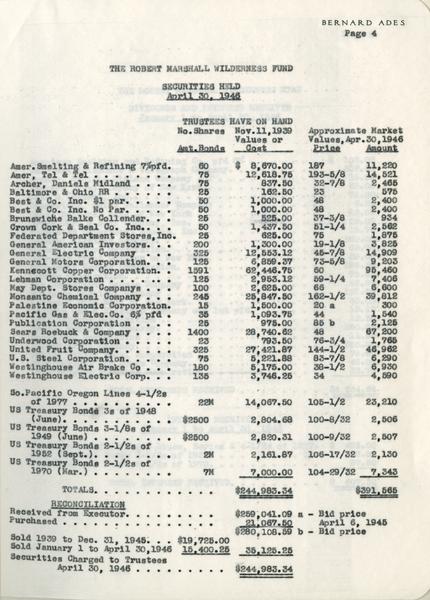 BERNARD ADES
Page 4
THE ROBERT MARSHALL WILDERNESS FUND
SECURITIES HELD
April 30, 1946
TRUSTEES HAVE ON HAND
No.Shares Nov.11,1939 Approximate Market
Values or Values,Apr.30,1946
Amt.Bonds Cost Price Amount
Amer.Smelting & Refining 7%pfd. 60 $ 8,670.00 187 11,220
Amer. Tel & Tel . . . . . . . 75 12,618.75 193-5/8 14,521
Archer, Daniels Midland . . . . 75 837.50 32-7/8 2,465
Baltimore & Ohio RR . . . . . . 25 162.50 23 575
Best & Co. Inc. $1 par. . . . . 50 1,000.00 48 2,400
Best & Co. Inc. No Par. . . . . 50 1,000.00 48 2,400
Brunswick Balke Collender. . . . 25 525.00 37-3/8 934
Crown Cork & Seal Co. Inc.. . . 50 1,437.50 51-1/4 2,562
Federated Department Stores,Inc. 25 625.00 75 1,875
General American Investors. . . 200 1,300.00 19-1/8 3,825
General Electric Company . . . 325 12,553.12 45-7/8 14,909
General Motors Corporation. . . 125 6,859.37 73-5/8 9,203
Kennecott Copper Corporation. . 1591 62,446.75 60 95,460
Lehman Corporation . . . . . . 125 2,953.12 59-1/4 7,406
May Dept. Stores Company . . . 100 2,625.00 66 6,600
Monsanto Chemical Company . . . 245 25,847.50 162-1/2 39,812
Palestine Economic Corporation. 15 1,500.00 20 a 300
Pacific Gas & Elec.Co. 6% pfd . 35 1,093.75 44 1,540
Publication Corporation . . . . 25 975.00 85 b 2,125
Sears Roebuck & Company . . . . 1400 28,740.62 48 67,200
Underwood Corporation . . . . . 23 793.50 76-3/4 1,765
United Fruit Company. . . . . . 325 27,421.87 144-1/2 46,962
U.S. Steel Corporation. . . . . 75 5,221.88 83-7/8 6,290
Westinghouse Air Brake Co . . . 180 5,175.00 38-1/2 6,930
Westinghouse Electric Corp. . . 135 3,746.25 34 4,590
So.Pacific Oregon Lines 4-1/2s
of 1977 . . . . . . . . . . 22M 14,067.50 105-1/2 23,210
US Treasury Bonds 3s of 1948
(June). . . . . . . . . . . $2500 2,804.68 100-8/32 2,506
US Treasury Bonds 3-1/8s of
1949 (June) . . . . . . . . $2500 2,820.31 100-9/32 2,507
US Treasury Bonds 2-1/2s of
1952 (Sept.). . . . . . . . 2M 2,161.87 106-17/32 2,130
US Treasury Bonds 2-1/2s of
1970 (Mar.) . . . . . . . . 7M 7,000.00 104-29/32 7,343
TOTALS. . . . . . . . . . . $244,983.34 $391,565
RECONCILIATION
Received from Executor. . . . . . . . $259,041.09 a - Bid price
Purchased . . . . . . . . . . . . . 21,067.50 April 6, 1945
$280,108.59 b - Bid price
Sold 1939 to Dec. 31, 1945. . $19,725.00
Sold January 1 to April 30,1946 15,400.25 35,125.25
Securities Charged to Trustees
April 30, 1946 . . . . . . . . . $244,983.34